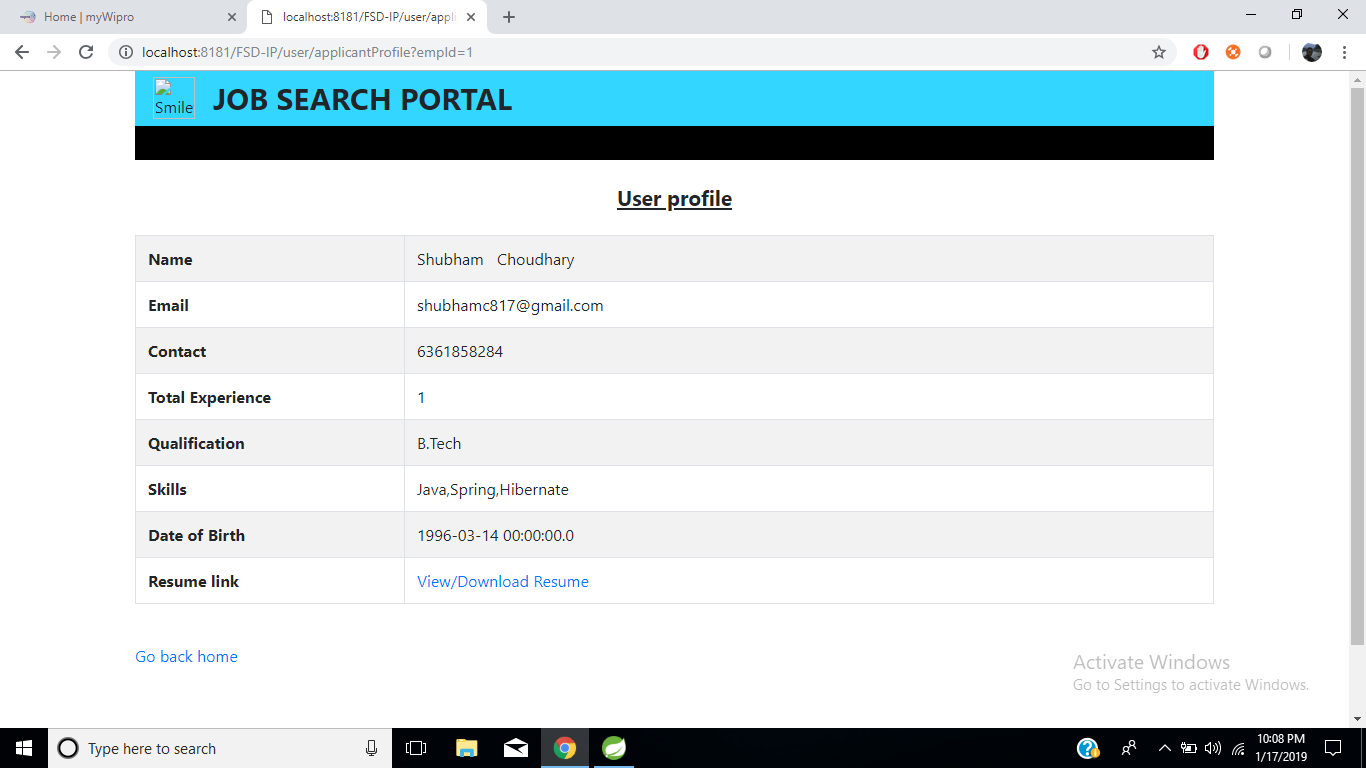 Home | myWipro
localhost:8181/FSD-IP/user/appli
localhost:8181/FSD-IP/user/applicantProfile?empId=1
Smile
JOB SEARCH PORTAL
User profile
Name Shubham Choudhary
Email shubhamc817@gmail.com
Contact 6361858284
Total Experience 1
Qualification B.Tech
Skills Java,Spring,Hibernate
Date of Birth 1996-03-14 00:00:00.0
Resume link View/Download Resume
Go back home
Activate Windows
Go to Settings to activate Windows.
Type here to search
10:08 PM
1/17/2019